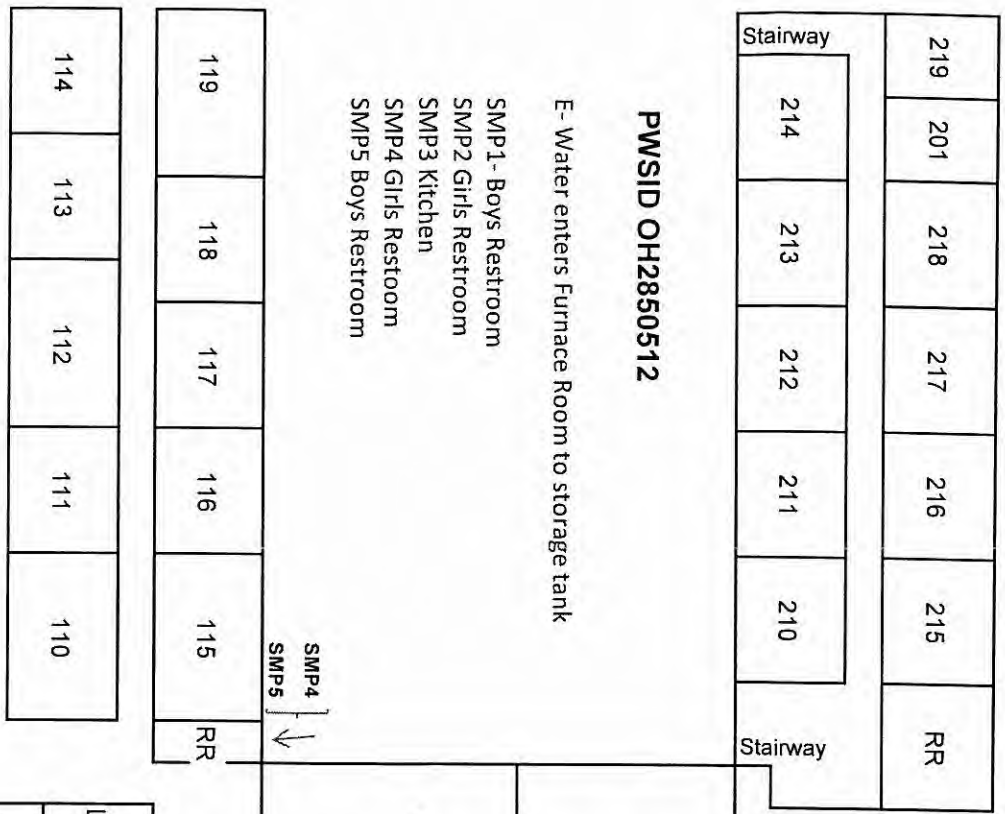 Stairway
219
201
218
217
216
215
RR
214
213
212
211
210
Stairway
PWSID OH2850512
E- Water enters Furnace Room to storage tank
SMP1- Boys Restroom
SMP2 Girls Restroom
SMP3 Kitchen
SMP4 Girls Restoom
SMP5 Boys Restroom
SMP4
SMP5
119
118
117
116
115
RR
114
113
112
111
110